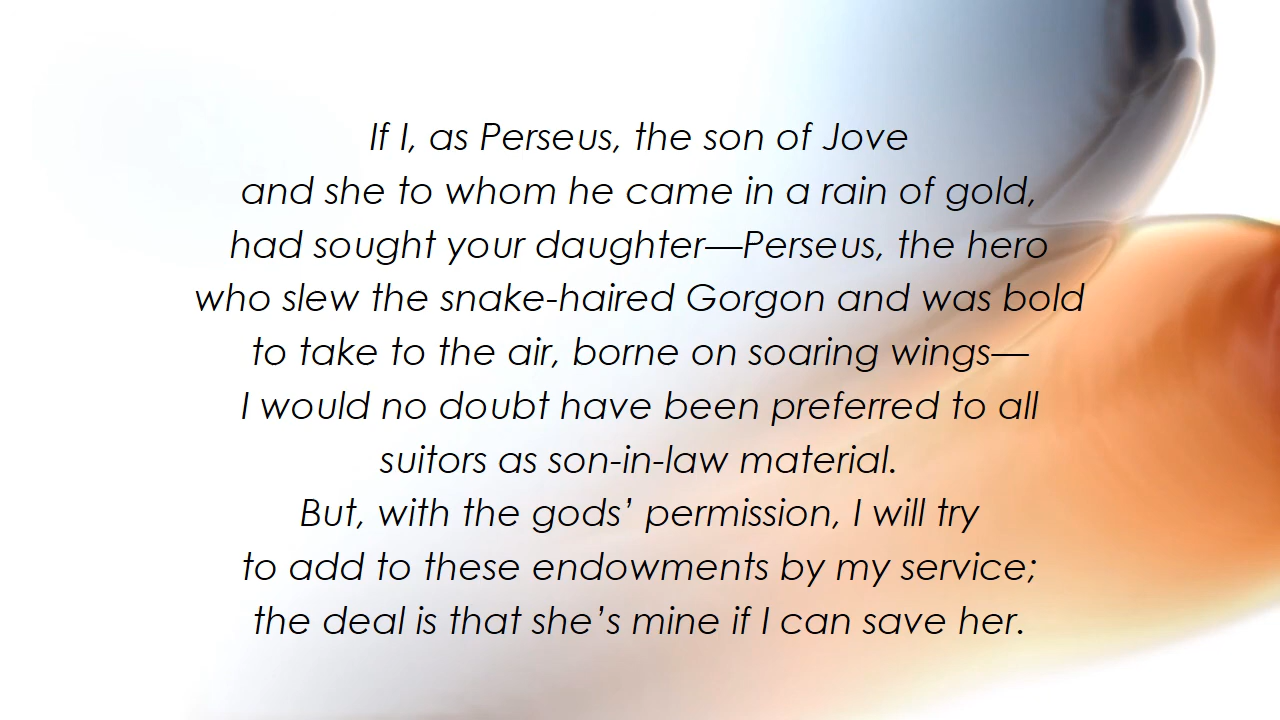 If I, as Perseus, the son of Jove
and she to whom he came in a rain of gold,
had sought your daughter—Perseus, the hero
who slew the snake-haired Gorgon and was bold
to take to the air, borne on soaring wings—
I would no doubt have been preferred to all
suitors as son-in-law material.
But, with the gods’ permission, I will try
to add to these endowments by my service;
the deal is that she’s mine if I can save her.